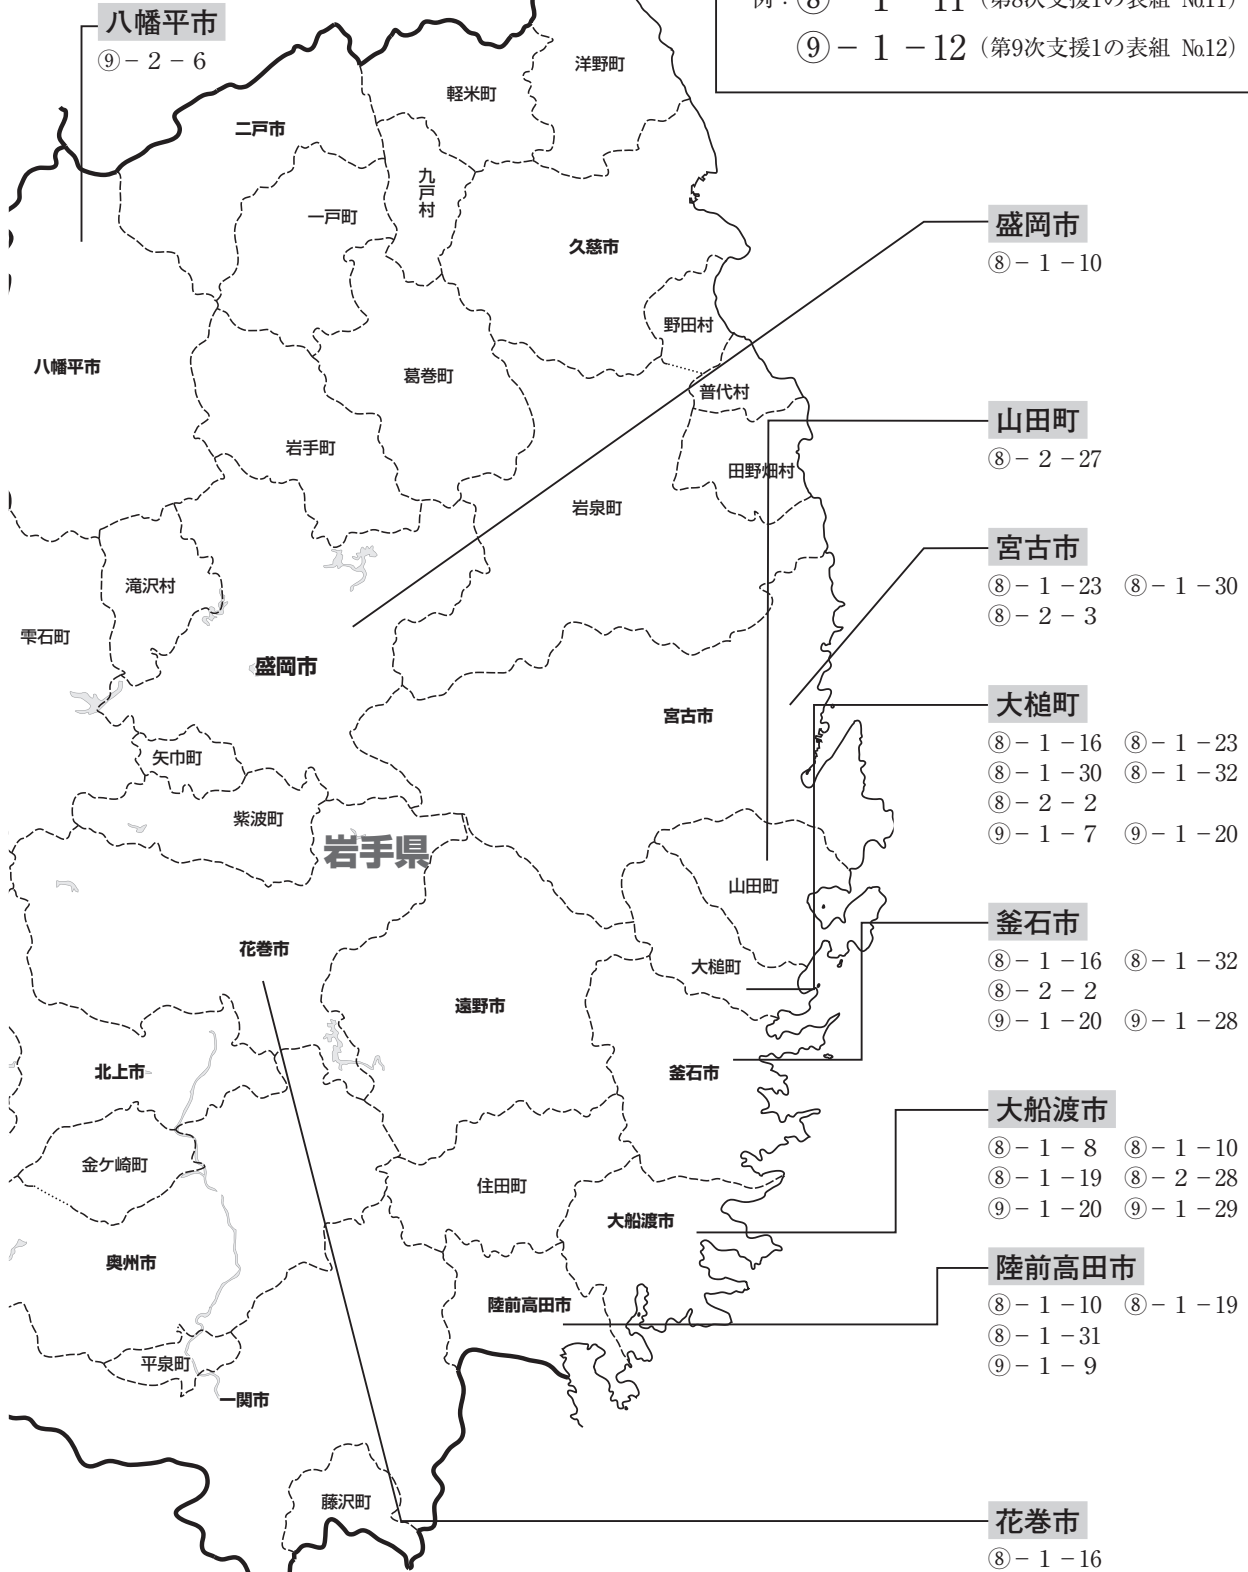 例：⑧－ 1 －11（第8次支援1の表組 №11）
⑨－ 1 －12（第9次支援1の表組 №12）
八幡平市
⑨－ 2 － 6
洋野町
軽米町
二戸市
九戸村
一戸町
久慈市
盛岡市
⑧－ 1 －10
野田村
八幡平市
葛巻町
普代村
山田町
⑧－ 2 －27
岩手町
田野畑村
岩泉町
宮古市
⑧－ 1 －23　⑧－ 1 －30
⑧－ 2 － 3
滝沢村
雫石町
盛岡市
宮古市
大槌町
⑧－ 1 －16　⑧－ 1 －23
⑧－ 1 －30　⑧－ 1 －32
⑧－ 2 － 2
⑨－ 1 － 7　⑨－ 1 －20
矢巾町
紫波町
岩手県
山田町
釜石市
⑧－ 1 －16　⑧－ 1 －32
⑧－ 2 － 2
⑨－ 1 －20　⑨－ 1 －28
花巻市
大槌町
遠野市
北上市
釜石市
大船渡市
⑧－ 1 － 8　⑧－ 1 －10
⑧－ 1 －19　⑧－ 2 －28
⑨－ 1 －20　⑨－ 1 －29
金ケ崎町
住田町
大船渡市
奥州市
陸前高田市
陸前高田市
⑧－ 1 －10　⑧－ 1 －19
⑧－ 1 －31
⑨－ 1 － 9
平泉町
一関市
藤沢町
花巻市
⑧－ 1 －16